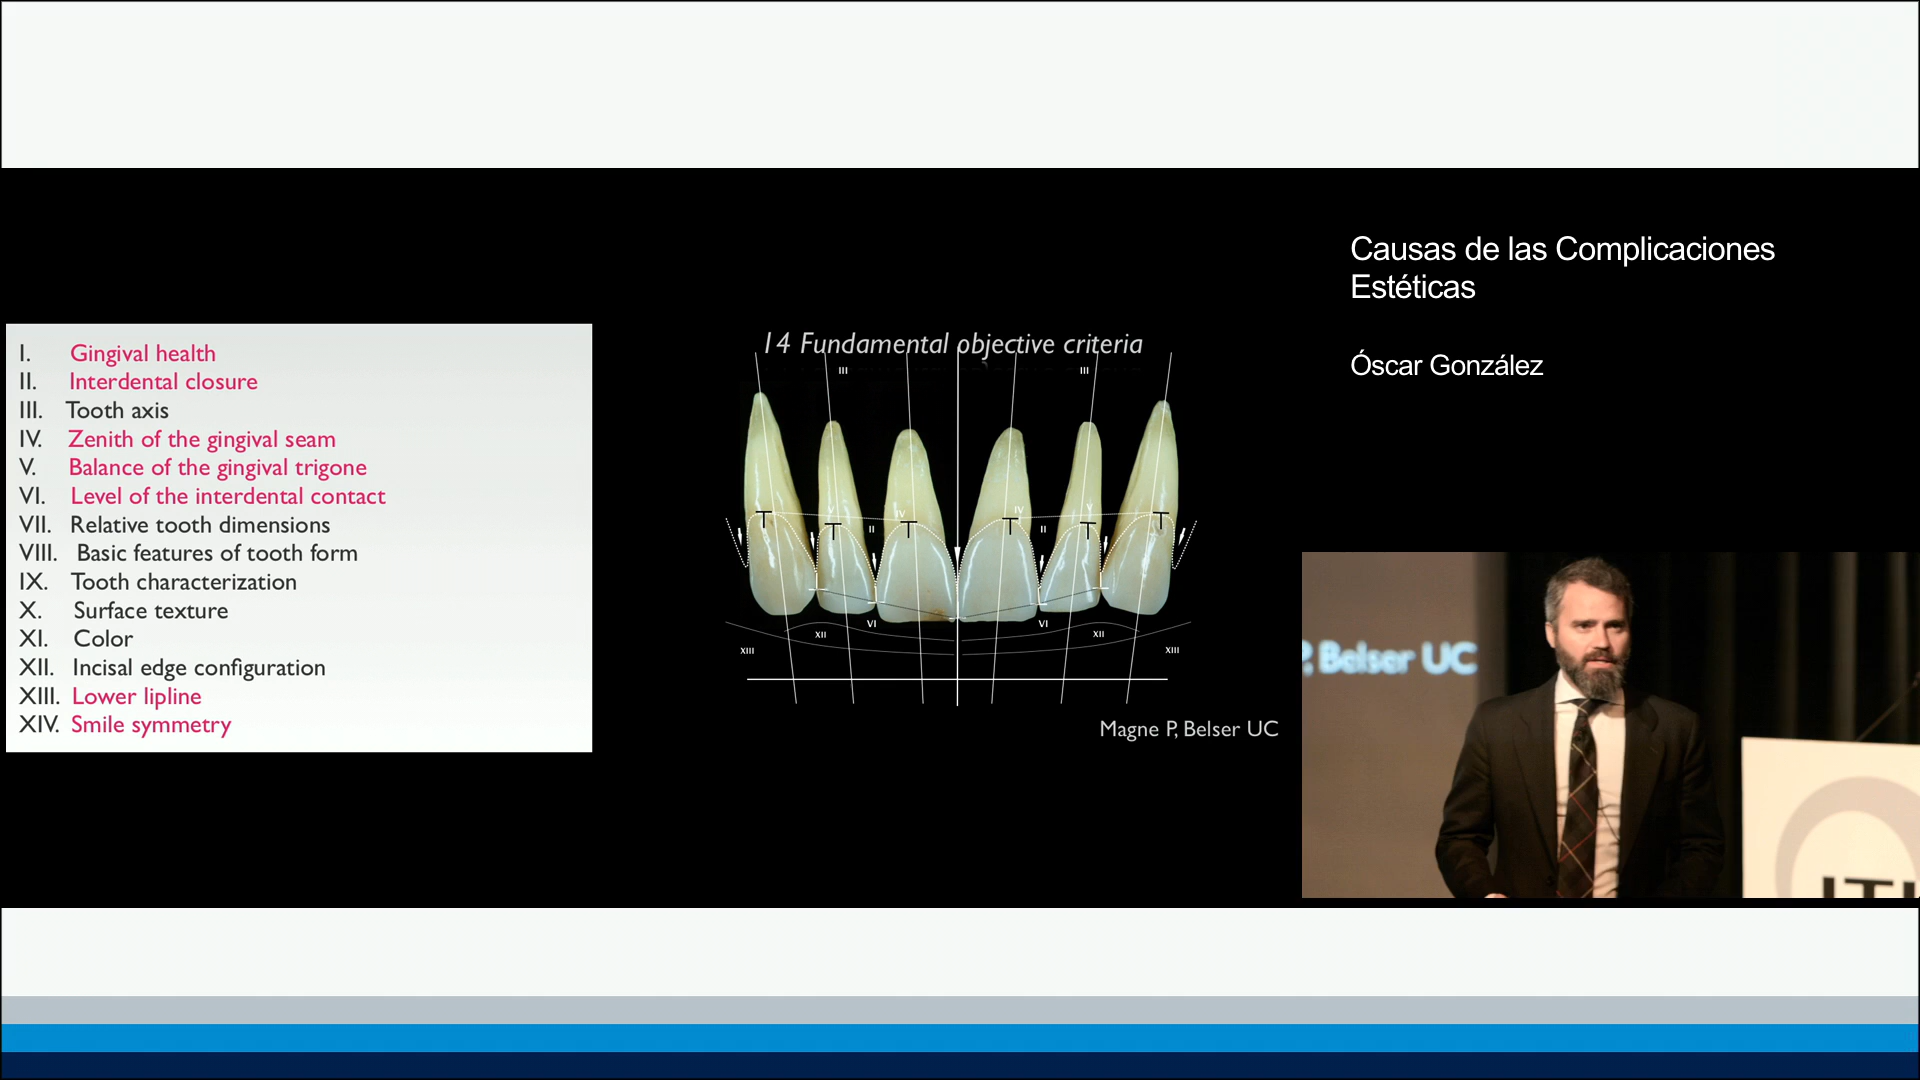 I. Gingival health
II. Interdental closure
III. Tooth axis
IV. Zenith of the gingival seam
V. Balance of the gingival trigone
VI. Level of the interdental contact
VII. Relative tooth dimensions
VIII. Basic features of tooth form
IX. Tooth characterization
X. Surface texture
XI. Color
XII. Incisal edge configuration
XIII. Lower lipline
XIV. Smile symmetry
14 Fundamental objective criteria
III III
V IV IV V
II II
VI VI
XII XII
XIII XIII
Magne P, Belser UC
Causas de las Complicaciones
Estéticas
Óscar González
P, Belser UC
ITI